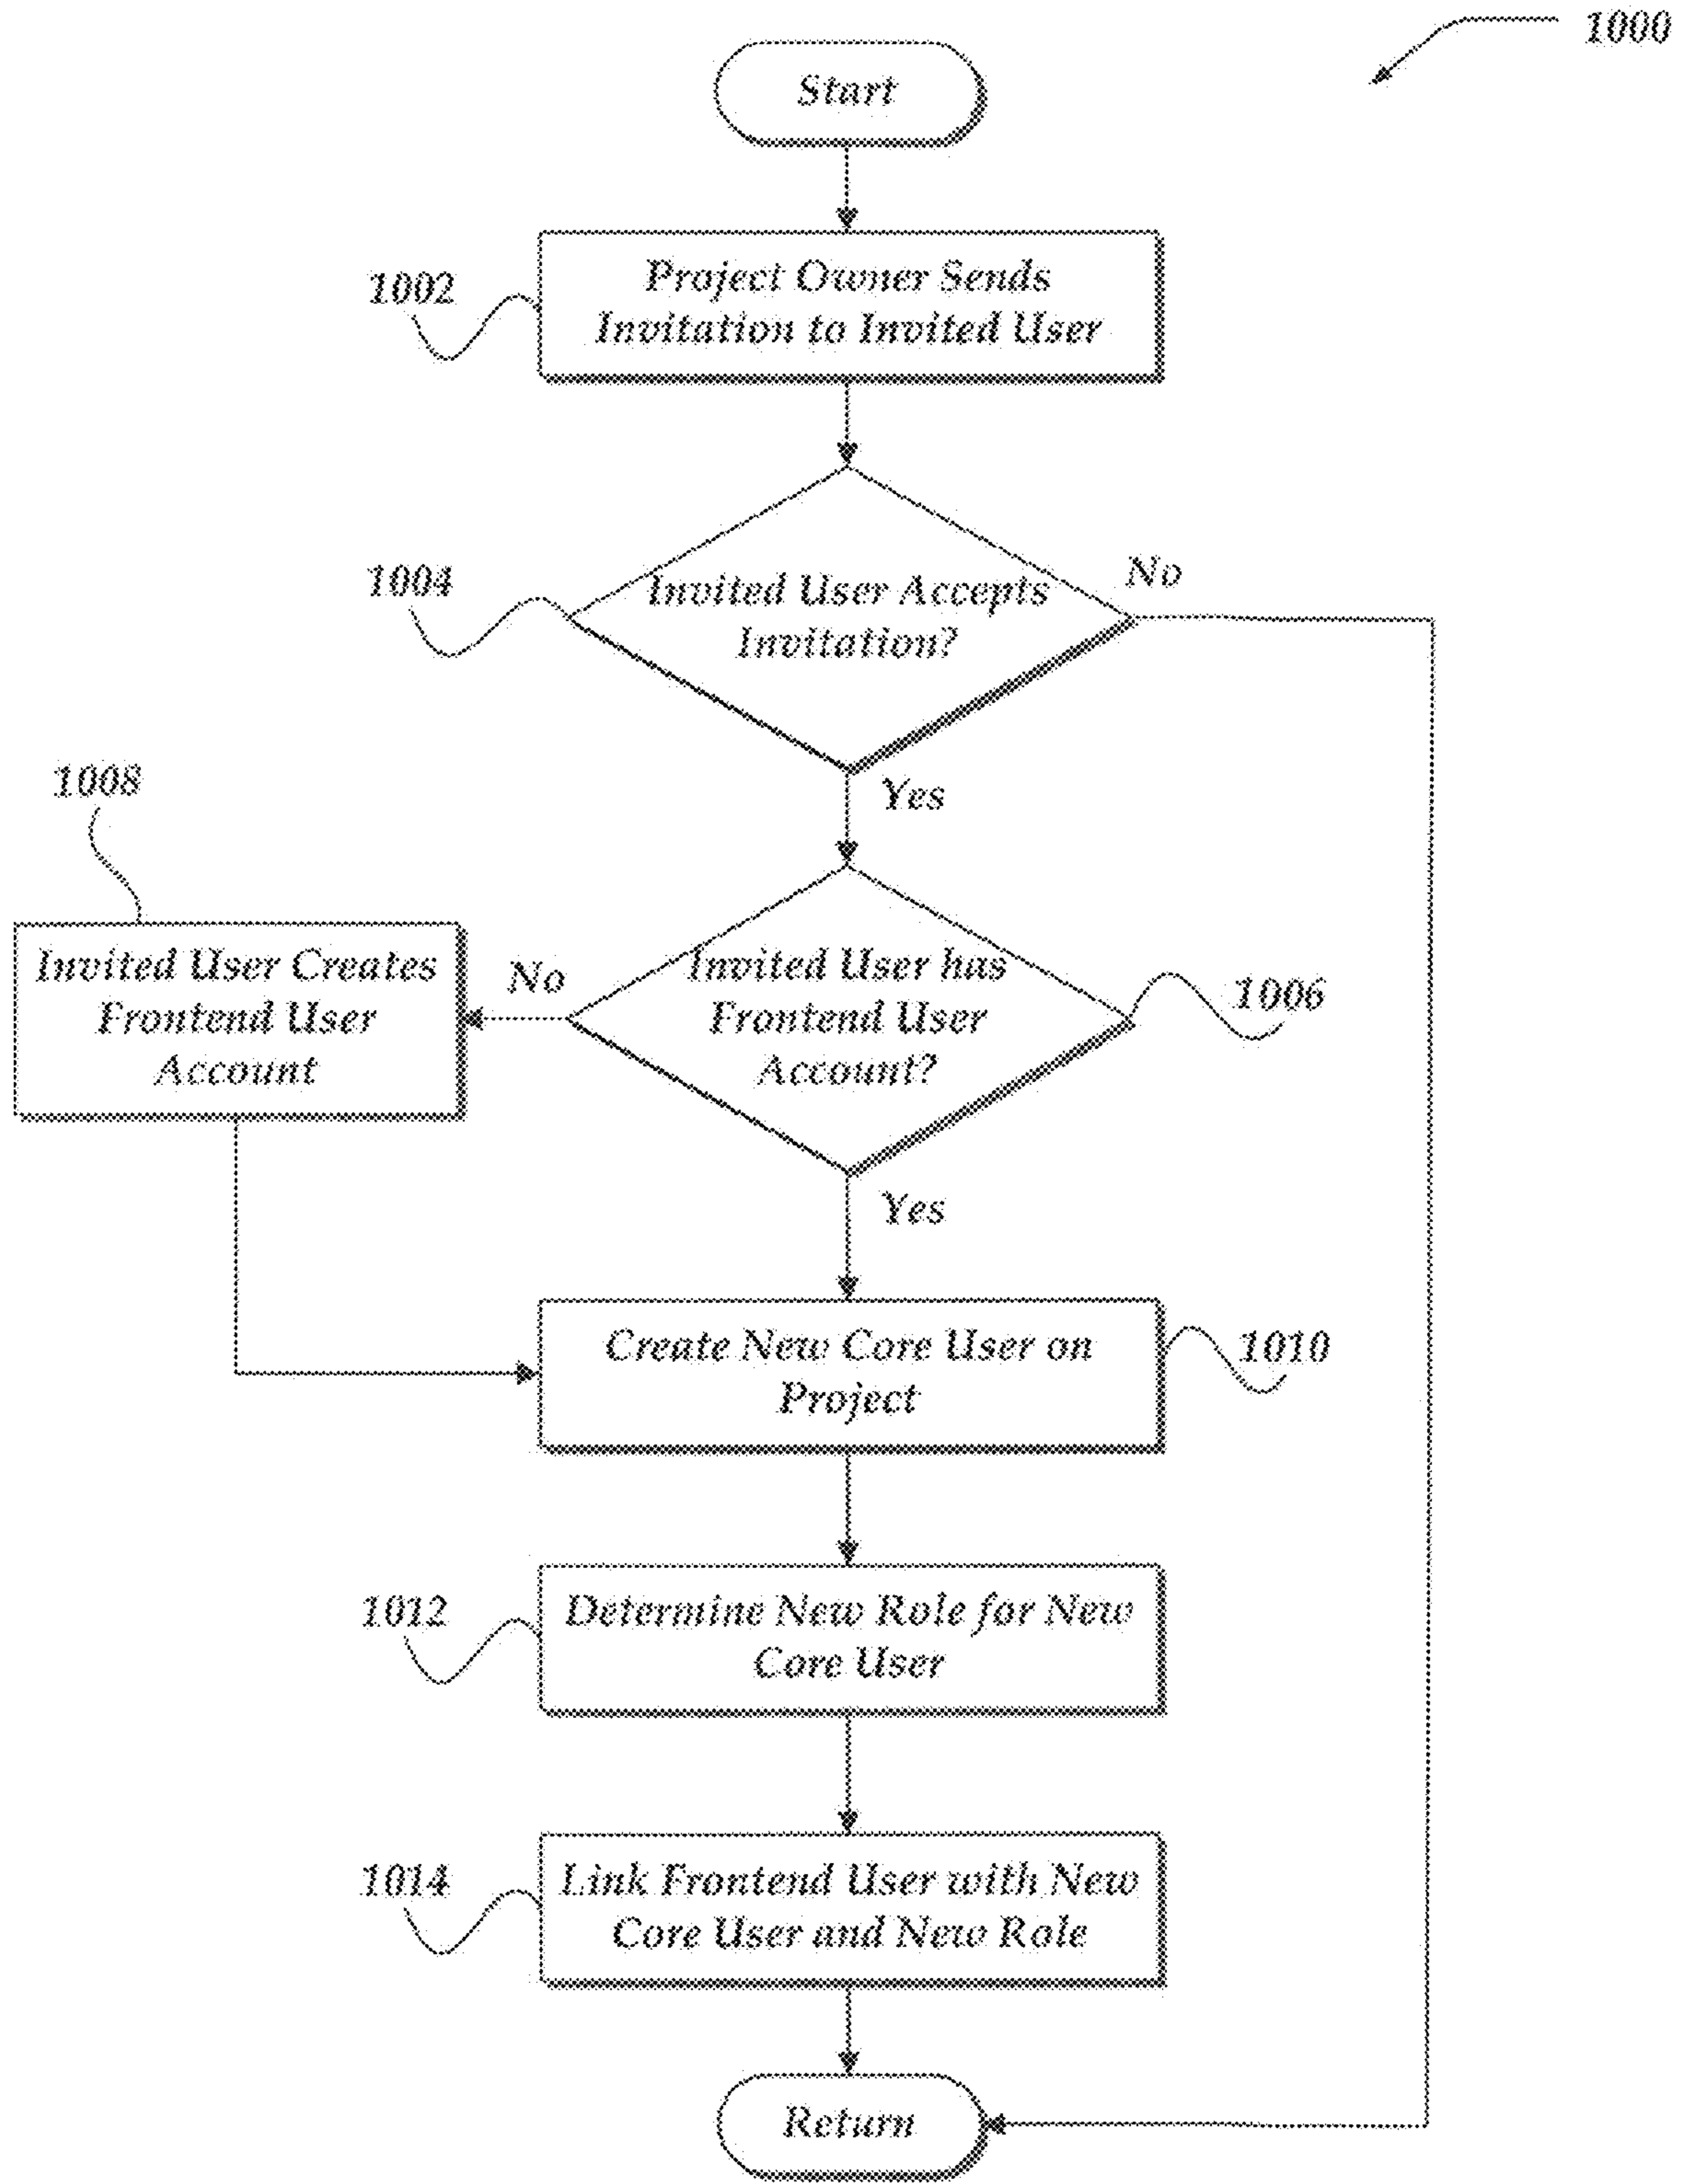 1000
Start
1002
Project Owner Sends
Invitation to Invited User
1004
Invited User Accepts
Invitation?
No
Yes
1008
Invited User Creates
Frontend User
Account
No
Invited User has
Frontend User
Account?
1006
Yes
Create New Core User on
Project
1010
1012
Determine New Role for New
Core User
1014
Link Frontend User with New
Core User and New Role
Return